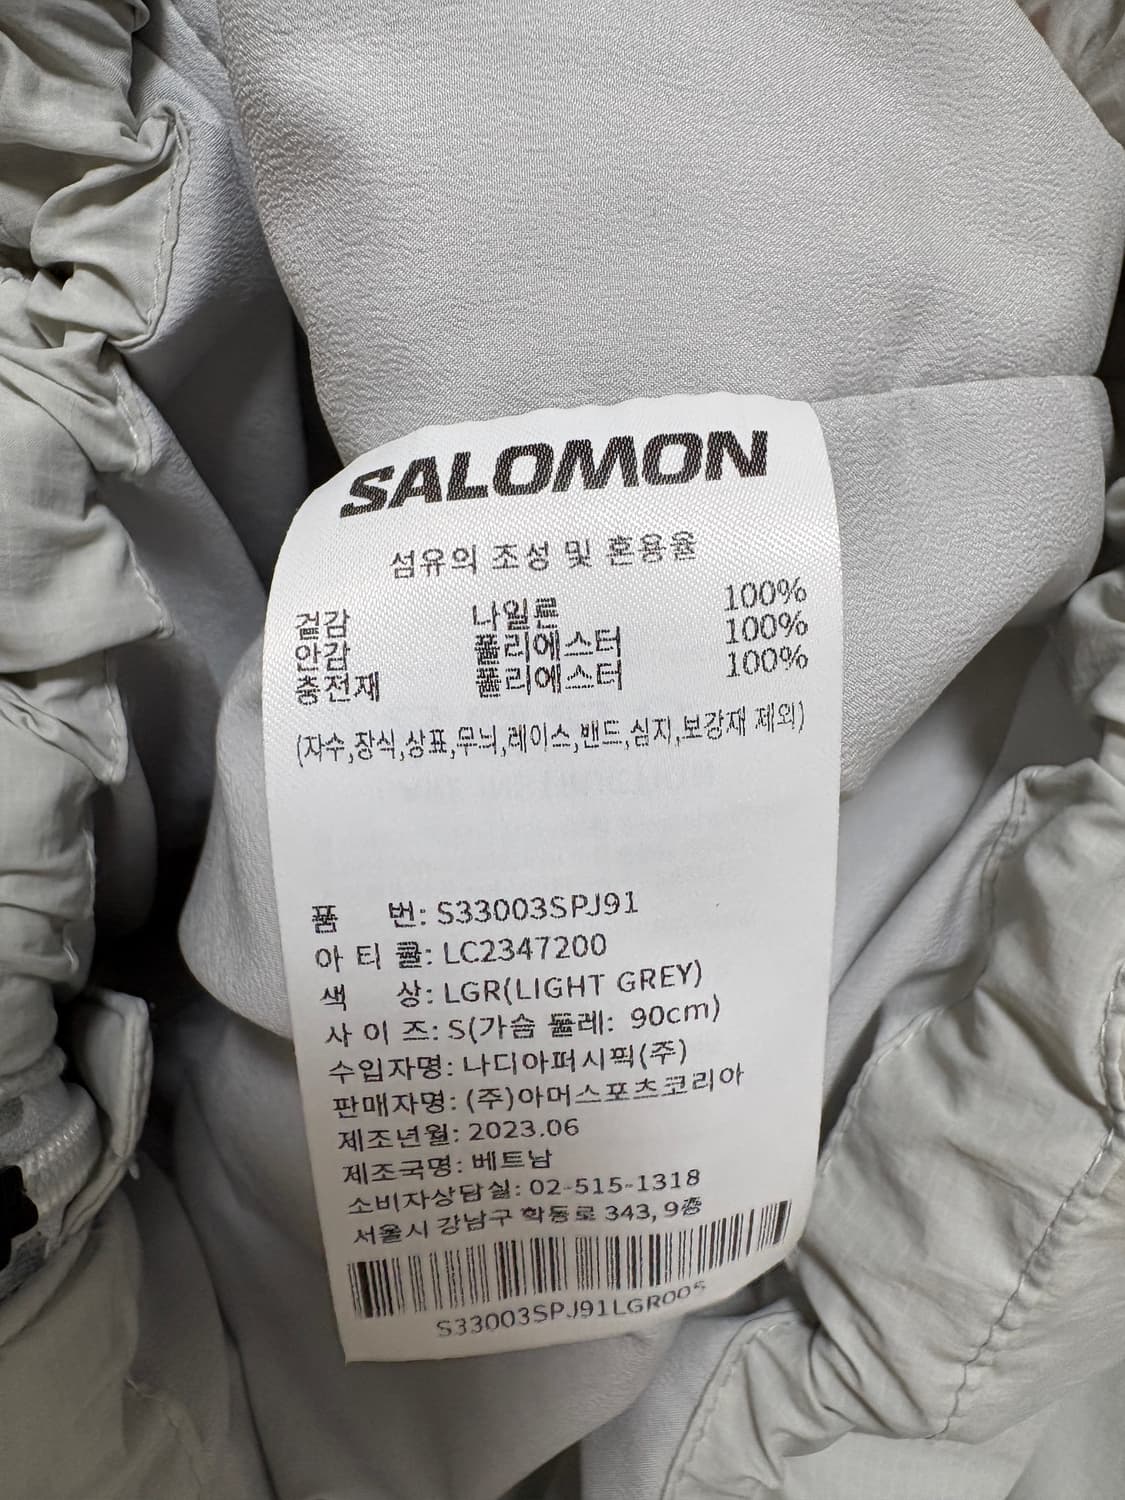 SALOMON
섬유의 조성 및 혼용율
겉감 나일론 100%
안감 폴리에스터 100%
충전재 폴리에스터 100%
(자수,장식,상표,무늬,레이스,밴드,심지,보강재 제외)
품 번: S33003SPJ91
아 티 클: LC2347200
색 상: LGR(LIGHT GREY)
사 이 즈: S(가슴 둘레: 90cm)
수입자명: 나디아퍼시픽(주)
판매자명: (주)아머스포츠코리아
제조년월: 2023.06
제조국명: 베트남
소비자상담실: 02-515-1318
서울시 강남구 학동로 343, 9층
S33003SPJ91LGR005